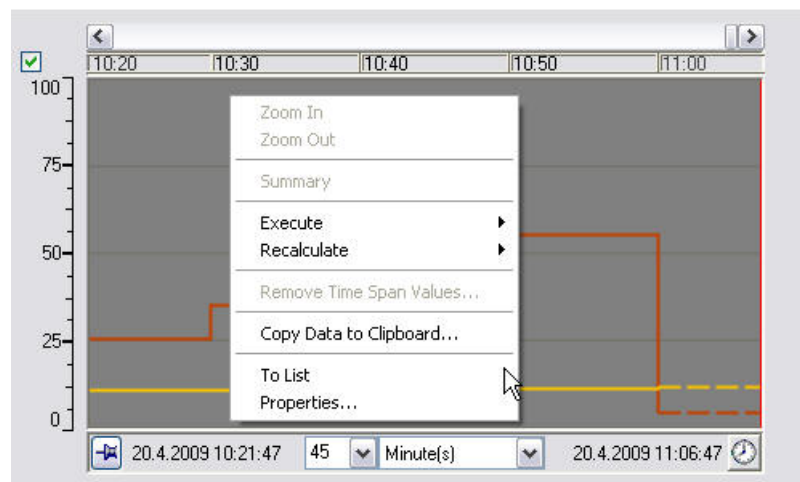 10:20 10:30 10:40 10:50 11:00
100
75
50
25
0
Zoom In
Zoom Out
Summary
Execute
Recalculate
Remove Time Span Values...
Copy Data to Clipboard...
To List
Properties...
20.4.2009 10:21:47 45 Minute(s) 20.4.2009 11:06:47